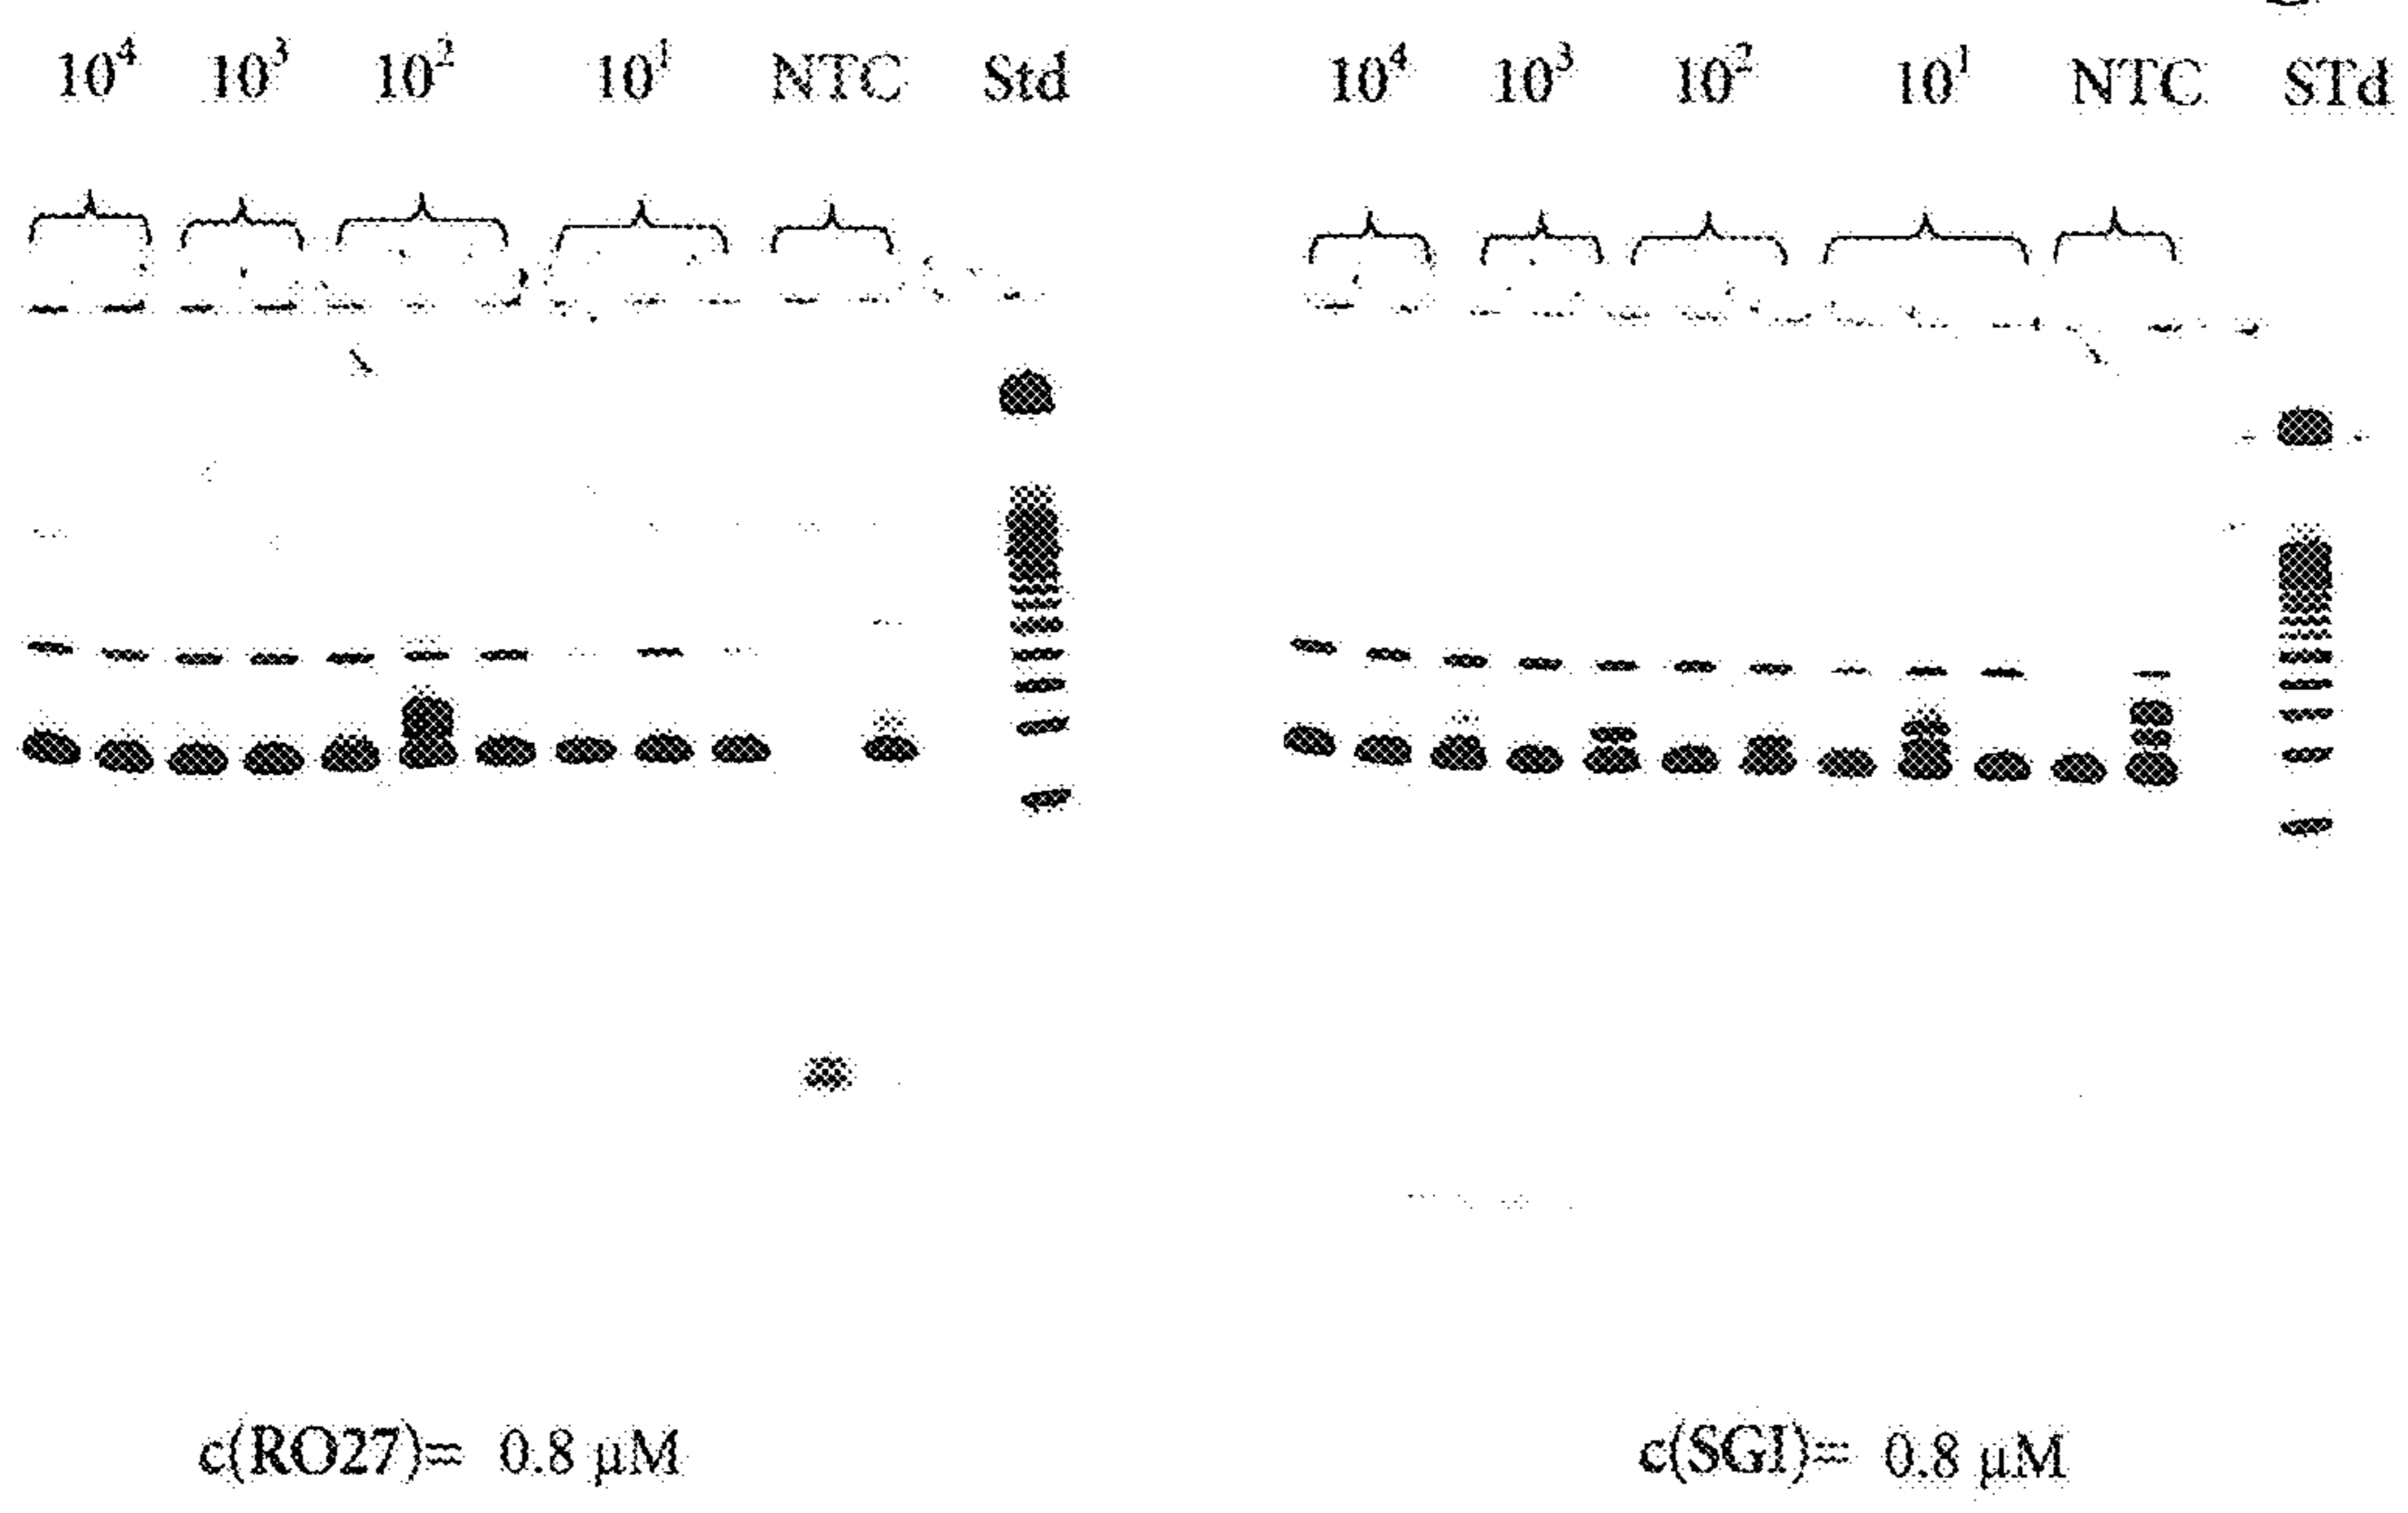 10⁴ 10³ 10² 10¹ NTC Std 10⁴ 10³ 10² 10¹ NTC STd
c(RO27)= 0.8 µM c(SGI)= 0.8 µM